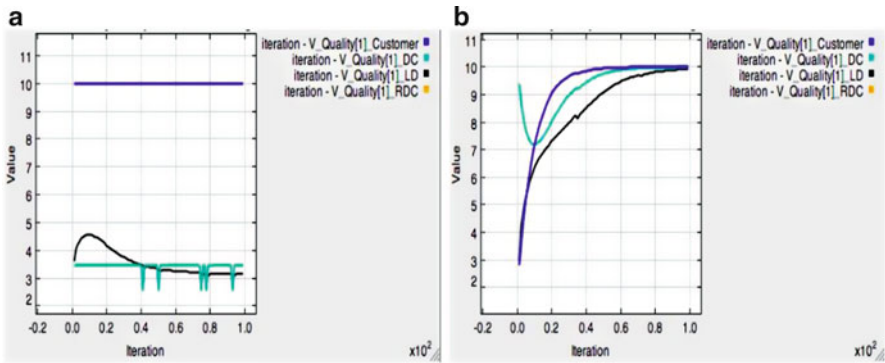 a
iteration - V_Quality[1]_Customer
iteration - V_Quality[1]_DC
iteration - V_Quality[1]_LD
iteration - V_Quality[1]_RDC
11
10
9
8
7
6
5
4
3
2
Value
-0.2 0.0 0.2 0.4 0.6 0.8 1.0
Iteration
x10²
b
iteration - V_Quality[1]_Customer
iteration - V_Quality[1]_DC
iteration - V_Quality[1]_LD
iteration - V_Quality[1]_RDC
11
10
9
8
7
6
5
4
3
2
Value
-0.2 0.0 0.2 0.4 0.6 0.8 1.0
Iteration
x10²